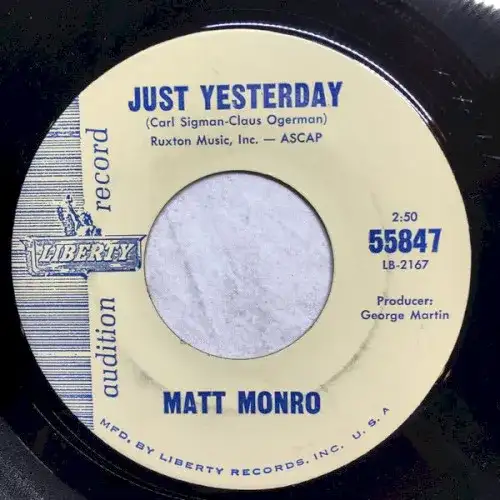 JUST YESTERDAY
(Carl Sigman-Claus Ogerman)
Ruxton Music, Inc. — ASCAP
audition record
LIBERTY
2:50
55847
LB-2167
Producer:
George Martin
MATT MONRO
MFD. BY LIBERTY RECORDS, INC. U. S. A